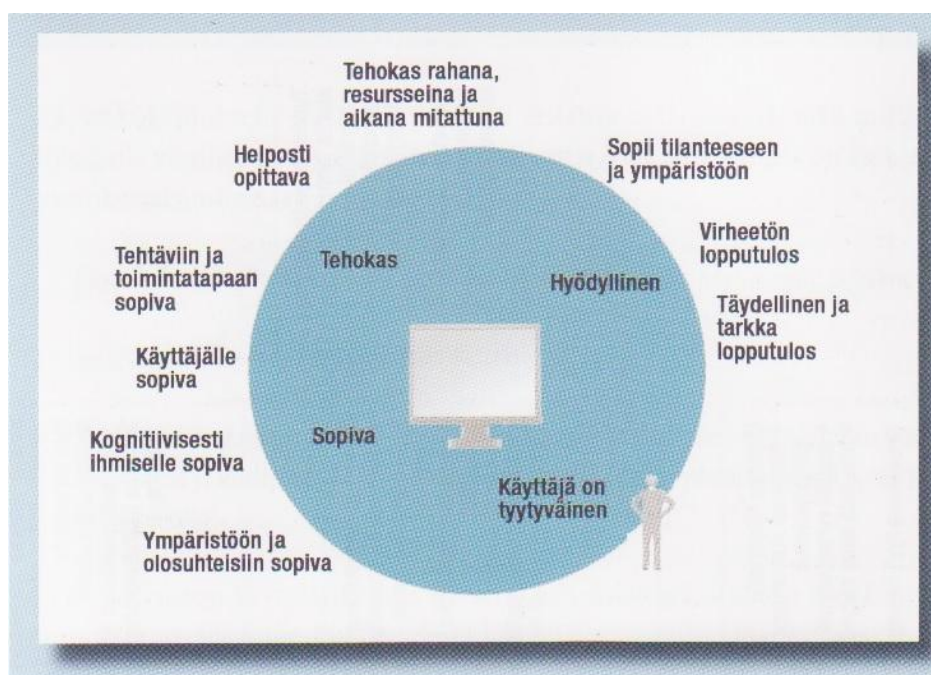 Tehokas rahana,
resursseina ja
aikana mitattuna
Helposti
opittava
Sopii tilanteeseen
ja ympäristöön
Virheetön
lopputulos
Tehtäviin ja
toimintatapaan
sopiva
Tehokas
Hyödyllinen
Täydellinen ja
tarkka
lopputulos
Käyttäjälle
sopiva
Kognitiivisesti
ihmiselle sopiva
Sopiva
Käyttäjä on
tyytyväinen
Ympäristöön ja
olosuhteisiin sopiva